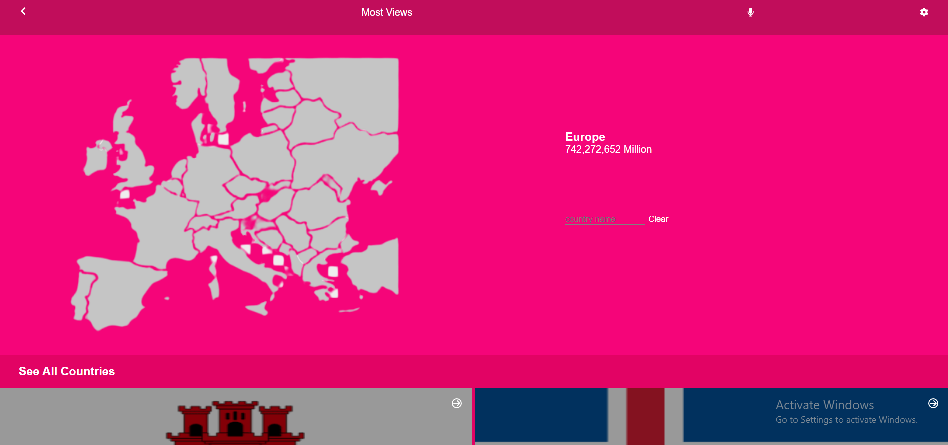 Most Views
Europe
742,272,652 Million
country name
Clear
See All Countries
Activate Windows
Go to Settings to activate Windows.